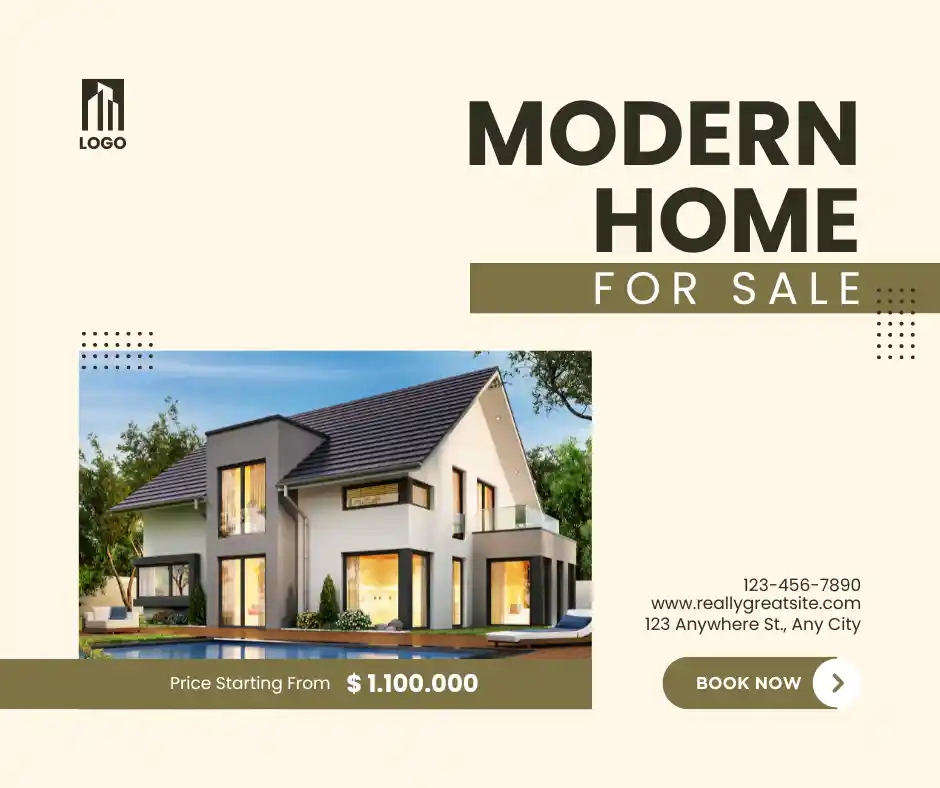 LOGO
MODERN
HOME
FOR SALE
123-456-7890
www.reallygreatsite.com
123 Anywhere St., Any City
Price Starting From $ 1.100.000
BOOK NOW